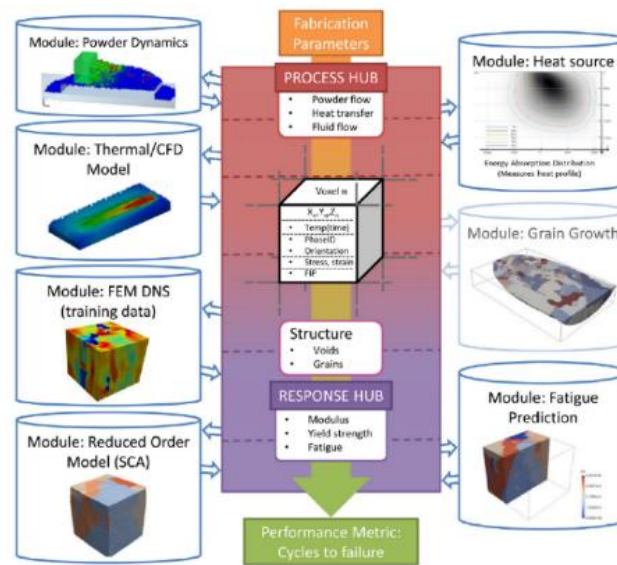 Module: Powder Dynamics
Fabrication
Parameters
PROCESS HUB
• Powder flow
• Heat transfer
• Fluid flow
Module: Heat source
Energy Absorption Distribution
(Measures heat profile)
Module: Thermal/CFD
Model
Voxel n
Xₙ,Yₙ,Zₙ
• Temp(time)
• PhaseID
• Orientation
• Stress, strain
• FIP
Module: Grain Growth
Module: FEM DNS
(training data)
Structure
• Voids
• Grains
RESPONSE HUB
• Modulus
• Yield strength
• Fatigue
Module: Fatigue
Prediction
Module: Reduced Order
Model (SCA)
Performance Metric:
Cycles to failure